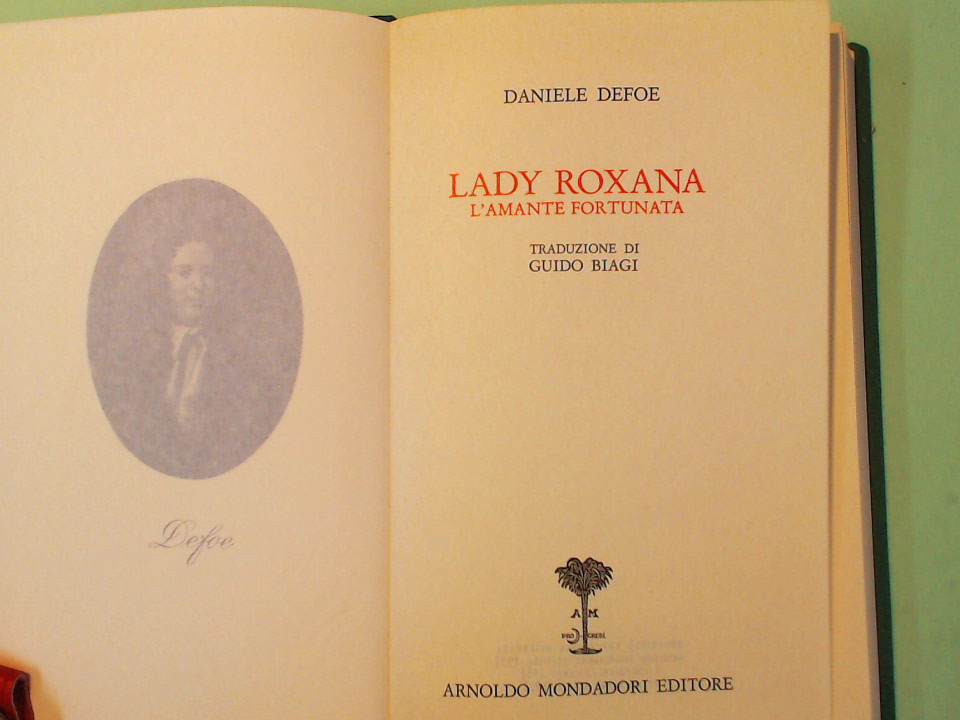 Defoe
DANIELE DEFOE
LADY ROXANA
L'AMANTE FORTUNATA
TRADUZIONE DI
GUIDO BIAGI
A M
ARNOLDO MONDADORI EDITORE